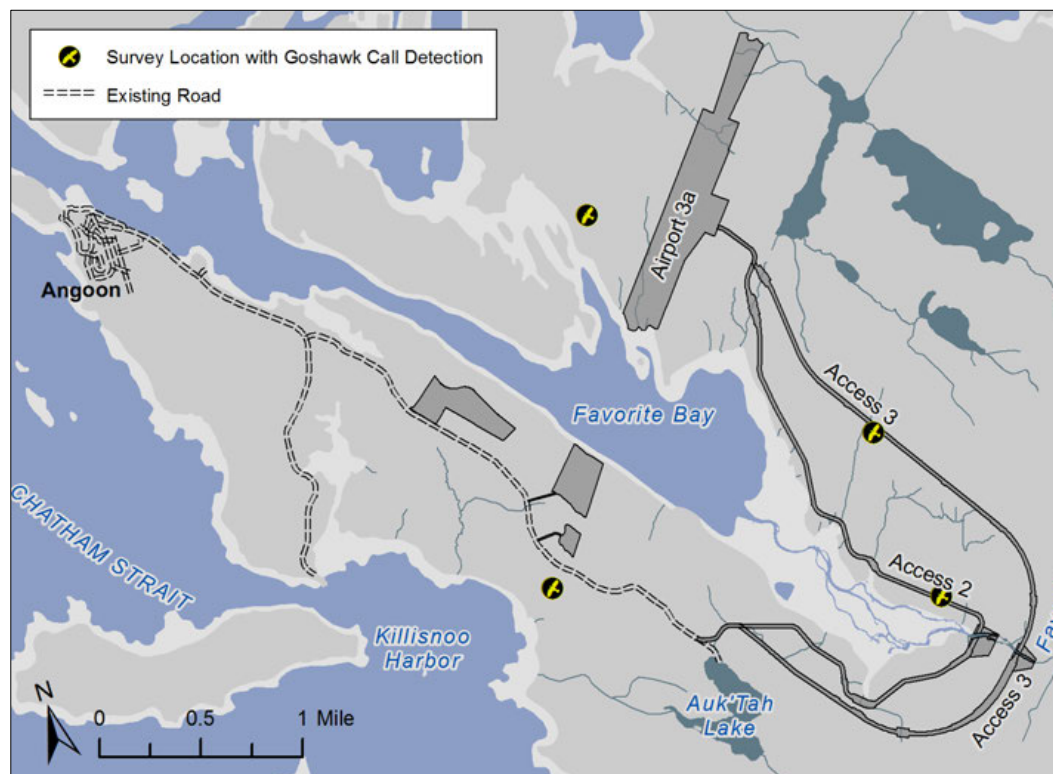 Survey Location with Goshawk Call Detection
Existing Road
Airport 3a
Angoon
Access 3
Favorite Bay
CHATHAM STRAIT
Access 2
Killisnoo
Harbor
Auk'Tah
Lake
Access 3
N
0 0.5 1 Mile